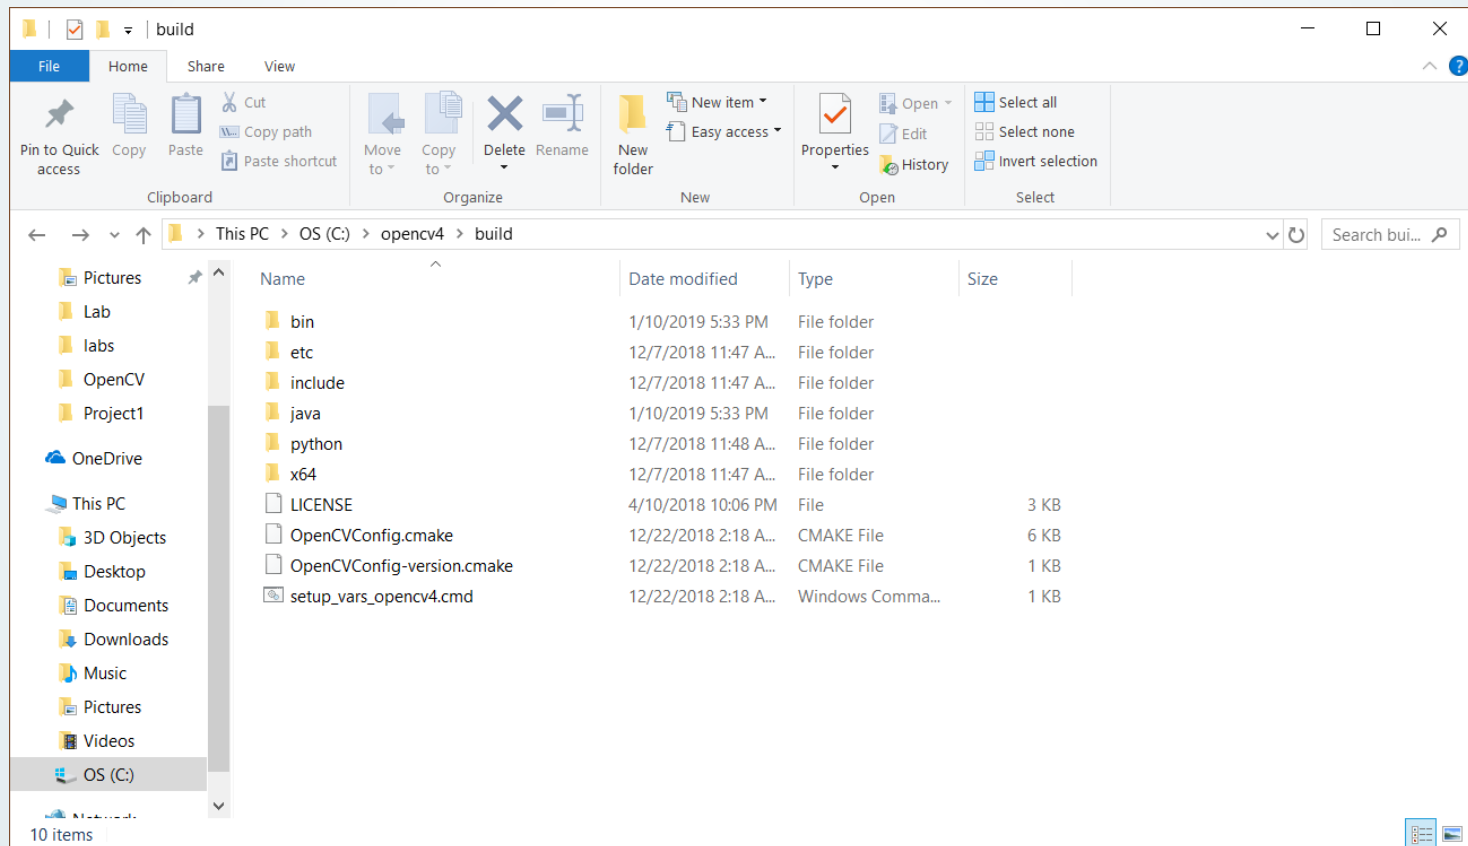 build
File Home Share View
Pin to Quick access
Copy
Paste
Cut
Copy path
Paste shortcut
Clipboard
Move to
Copy to
Delete
Rename
Organize
New folder
New item
Easy access
New
Properties
Open
Edit
History
Open
Select all
Select none
Invert selection
Select
This PC > OS (C:) > opencv4 > build
Search bui...
Pictures
Lab
labs
OpenCV
Project1
OneDrive
This PC
3D Objects
Desktop
Documents
Downloads
Music
Pictures
Videos
OS (C:)
Network
Name Date modified Type Size
bin 1/10/2019 5:33 PM File folder
etc 12/7/2018 11:47 A... File folder
include 12/7/2018 11:47 A... File folder
java 1/10/2019 5:33 PM File folder
python 12/7/2018 11:48 A... File folder
x64 12/7/2018 11:47 A... File folder
LICENSE 4/10/2018 10:06 PM File 3 KB
OpenCVConfig.cmake 12/22/2018 2:18 A... CMAKE File 6 KB
OpenCVConfig-version.cmake 12/22/2018 2:18 A... CMAKE File 1 KB
setup_vars_opencv4.cmd 12/22/2018 2:18 A... Windows Comma... 1 KB
10 items